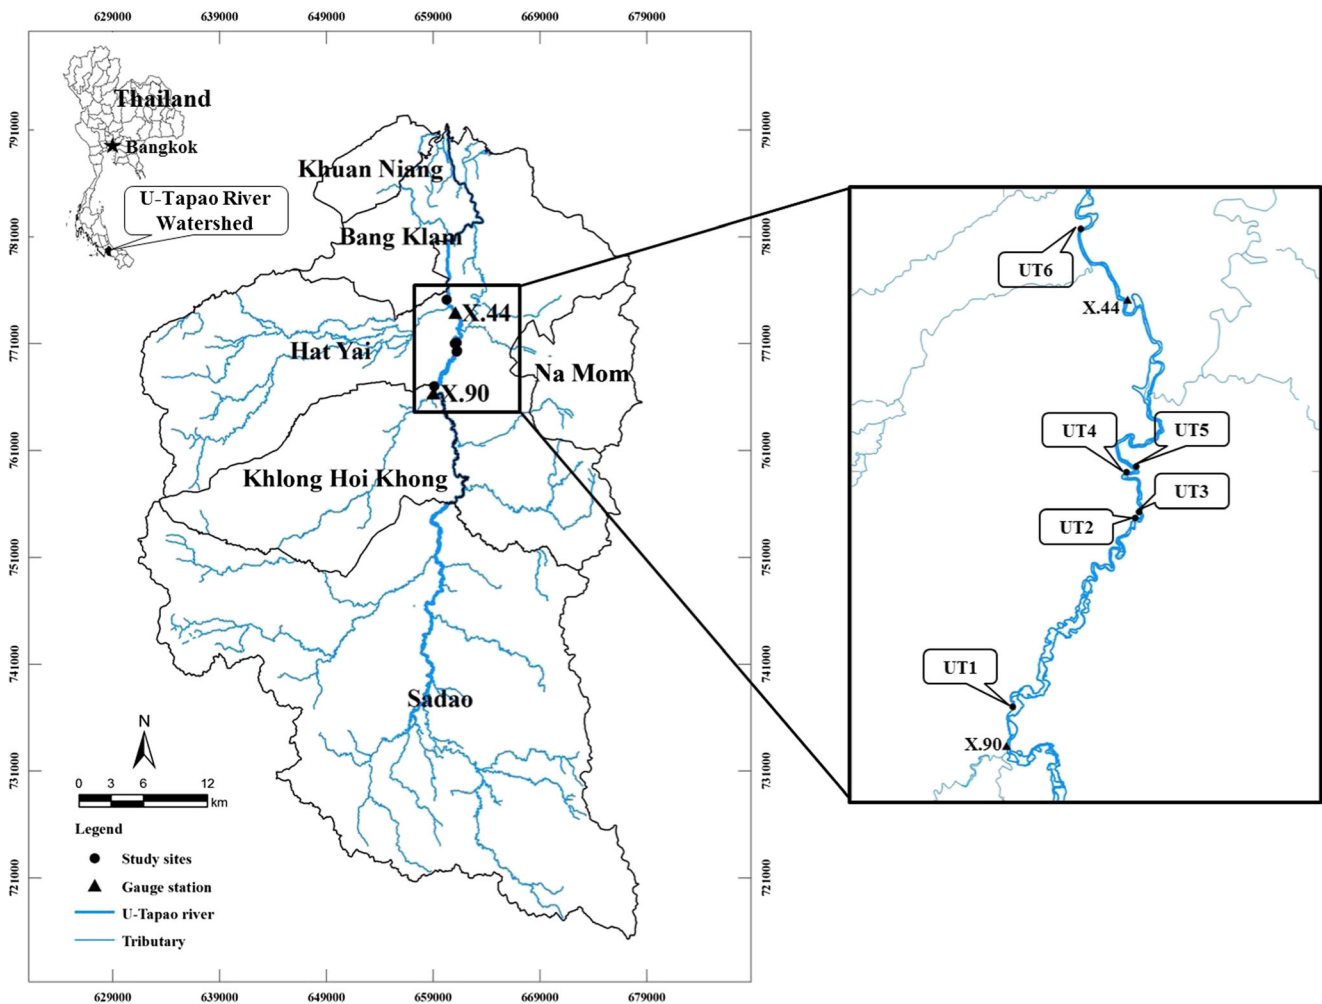 629000 639000 649000 659000 669000 679000
Thailand
Bangkok
U-Tapao River
Watershed
791000
781000
771000
761000
751000
741000
731000
721000
791000
781000
771000
761000
751000
741000
731000
721000
Khuan Niang
Bang Klam
X.44
Hat Yai
Na Mom
X.90
Khlong Hoi Khong
Sadao
N
0 3 6 12
km
Legend
Study sites
Gauge station
U-Tapao river
Tributary
629000 639000 649000 659000 669000 679000
UT6
X.44
UT4
UT5
UT3
UT2
UT1
X.90